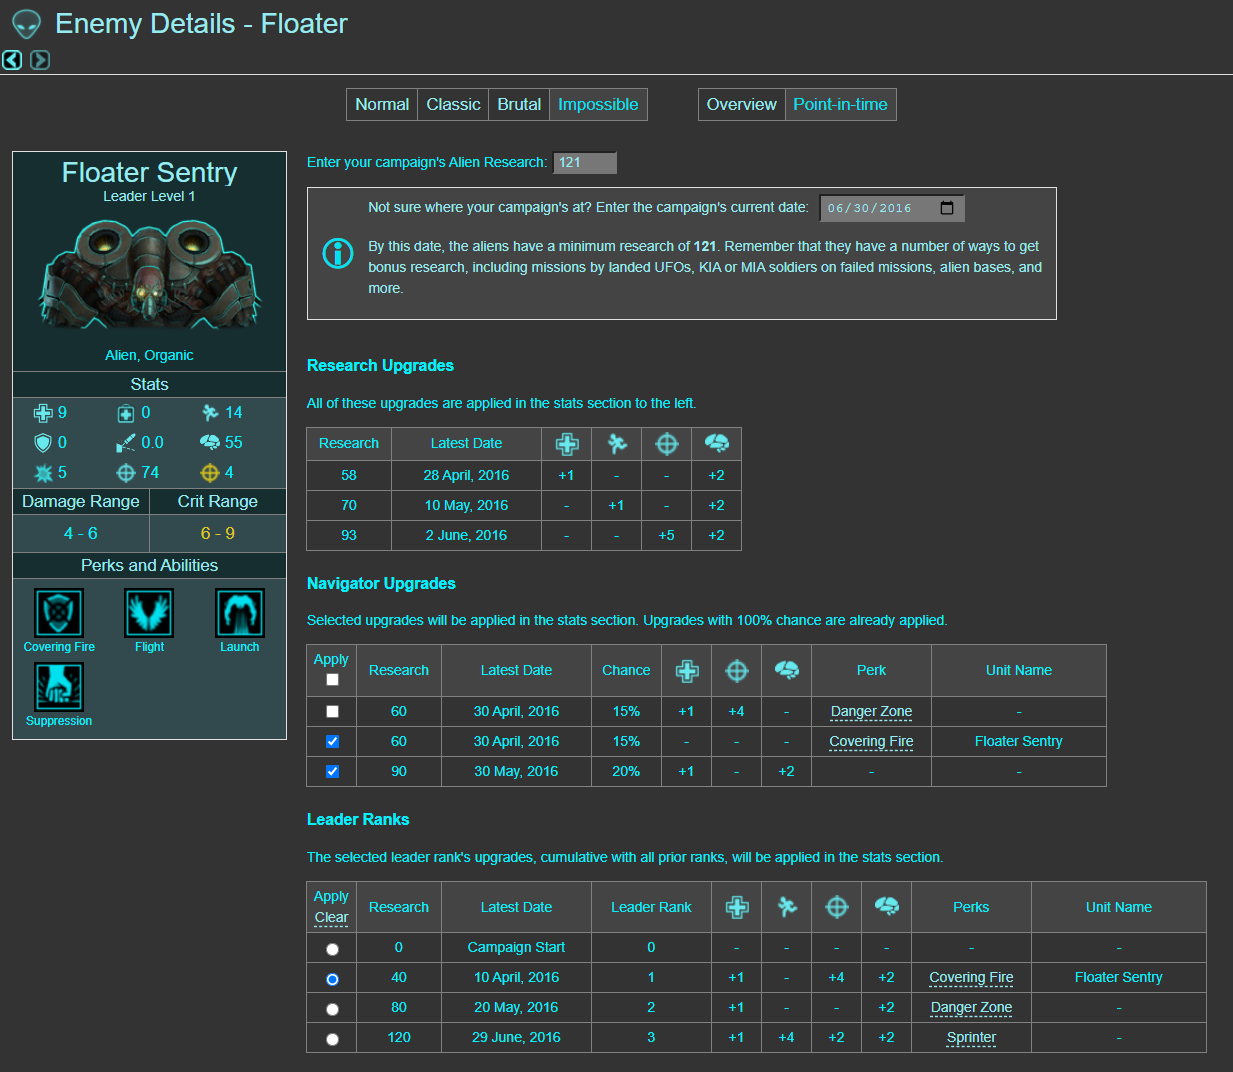 Enemy Details - Floater
Normal Classic Brutal Impossible Overview Point-in-time
Floater Sentry
Leader Level 1
Alien, Organic
Stats
9 0 14
0 0.0 55
5 74 4
Damage Range Crit Range
4 - 6 6 - 9
Perks and Abilities
Covering Fire Flight Launch
Suppression
Enter your campaign's Alien Research: 121
Not sure where your campaign's at? Enter the campaign's current date: 06/30/2016
By this date, the aliens have a minimum research of 121. Remember that they have a number of ways to get
bonus research, including missions by landed UFOs, KIA or MIA soldiers on failed missions, alien bases, and
more.
Research Upgrades
All of these upgrades are applied in the stats section to the left.
Research Latest Date
58 28 April, 2016 +1 - - +2
70 10 May, 2016 - +1 - +2
93 2 June, 2016 - - +5 +2
Navigator Upgrades
Selected upgrades will be applied in the stats section. Upgrades with 100% chance are already applied.
Apply Research Latest Date Chance Perk Unit Name
60 30 April, 2016 15% +1 +4 - Danger Zone -
60 30 April, 2016 15% - - - Covering Fire Floater Sentry
90 30 May, 2016 20% +1 - +2 - -
Leader Ranks
The selected leader rank's upgrades, cumulative with all prior ranks, will be applied in the stats section.
Apply
Clear Research Latest Date Leader Rank Perks Unit Name
0 Campaign Start 0 - - - - - -
40 10 April, 2016 1 +1 - +4 +2 Covering Fire Floater Sentry
80 20 May, 2016 2 +1 - - +2 Danger Zone -
120 29 June, 2016 3 +1 +4 +2 +2 Sprinter -